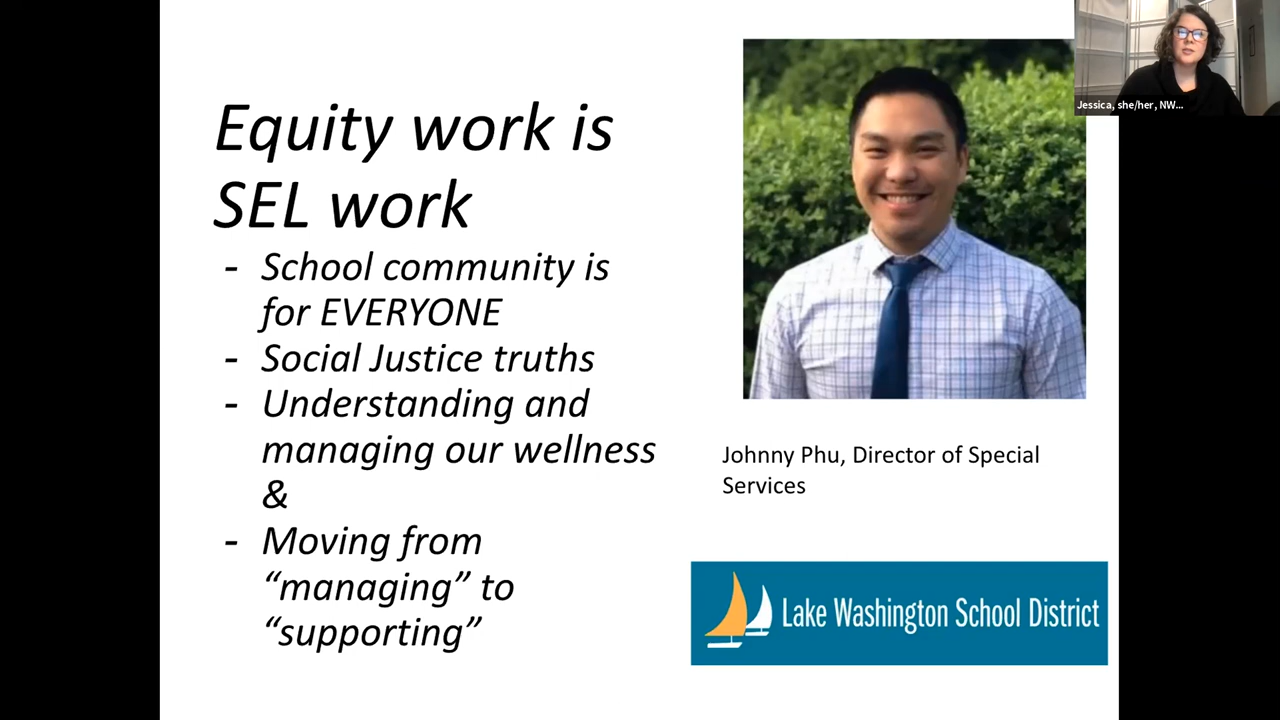 Equity work is
SEL work
- School community is
for EVERYONE
- Social Justice truths
- Understanding and
managing our wellness
&
- Moving from
“managing” to
“supporting”
Jessica, she/her, NW...
Johnny Phu, Director of Special
Services
Lake Washington School District